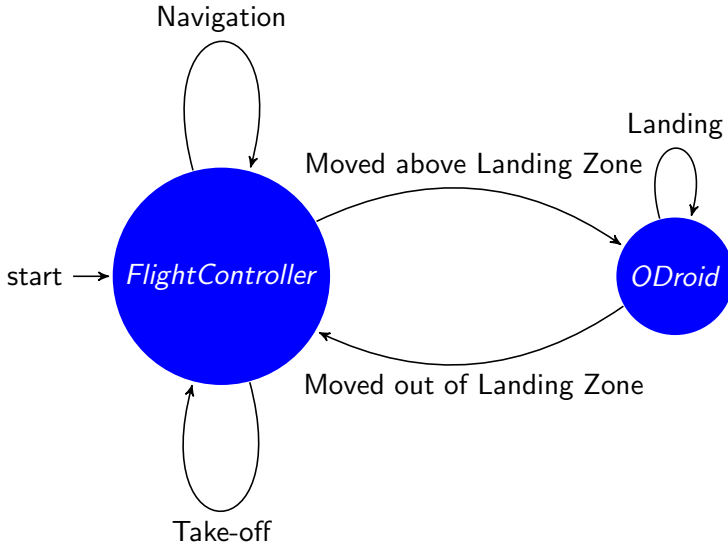 Navigation
Landing
Moved above Landing Zone
start
FlightController
ODroid
Moved out of Landing Zone
Take-off